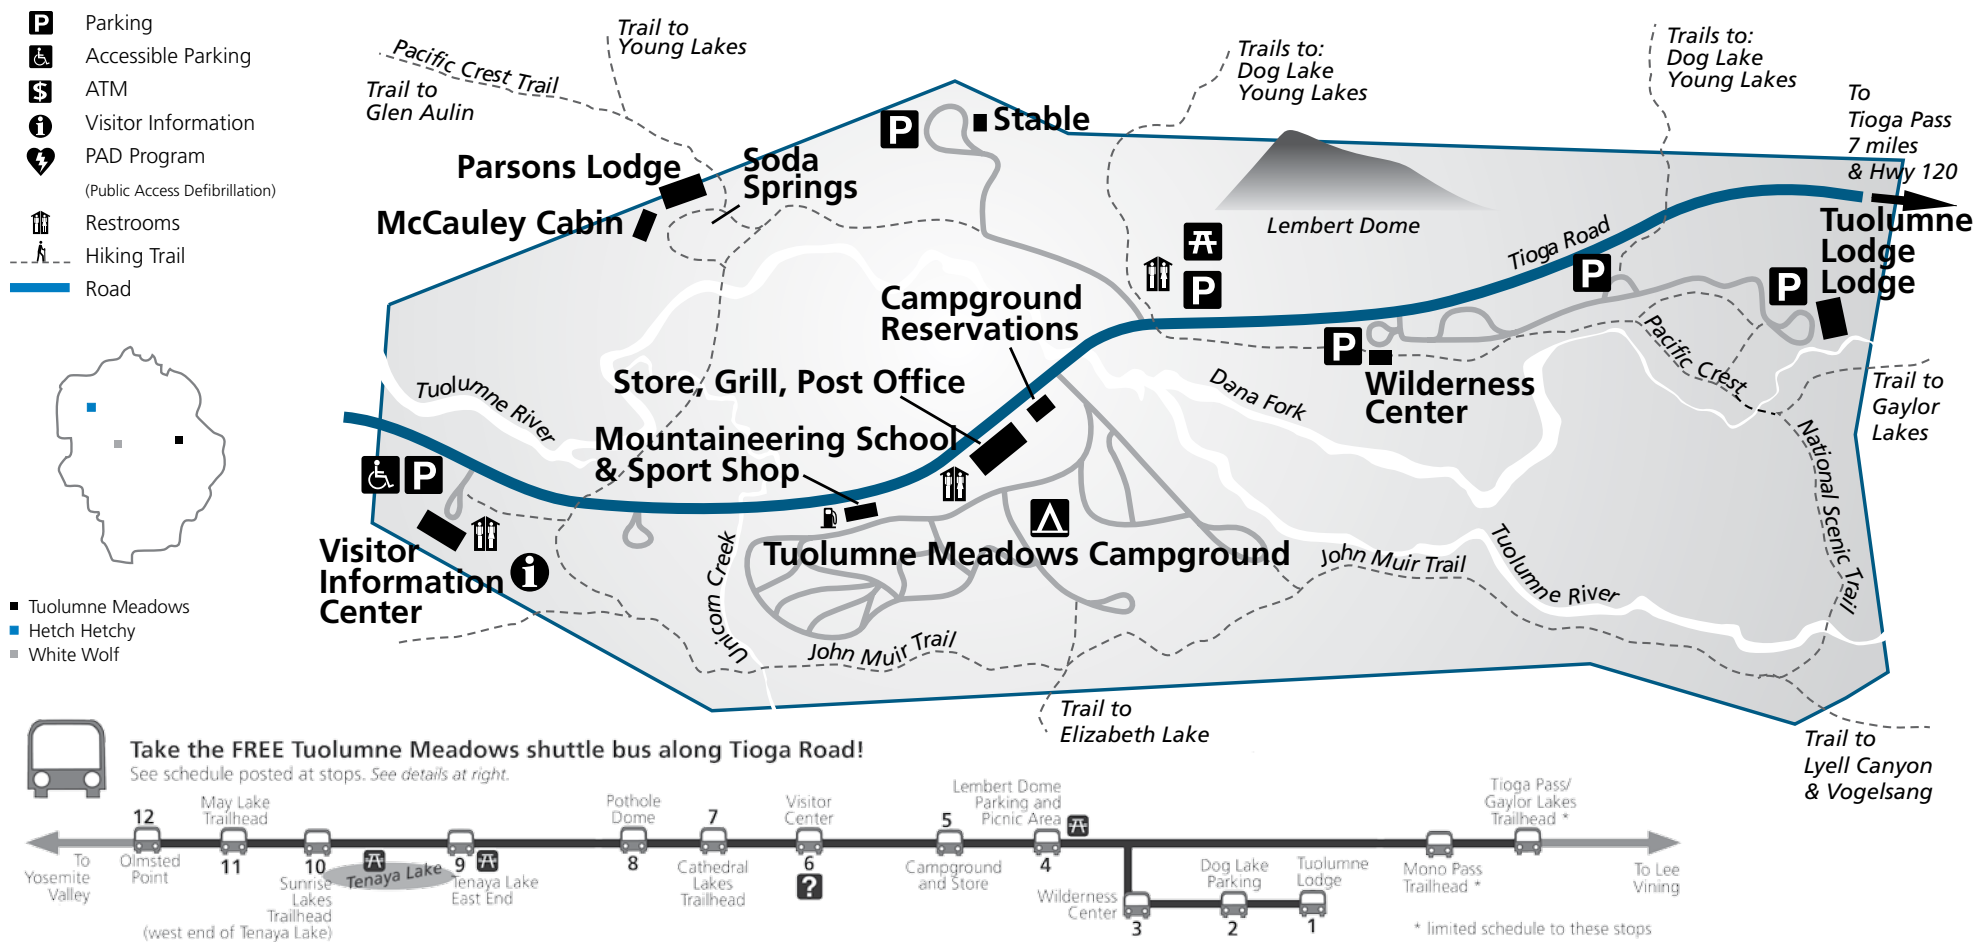 P Parking
Accessible Parking
$ ATM
i Visitor Information
PAD Program
(Public Access Defibrillation)
Restrooms
Hiking Trail
Road
Tuolumne Meadows
Hetch Hetchy
White Wolf
Pacific Crest Trail
Trail to
Glen Aulin
Trail to
Young Lakes
Trails to:
Dog Lake
Young Lakes
Trails to:
Dog Lake
Young Lakes
To
Tioga Pass
7 miles
& Hwy 120
P
Stable
Parsons Lodge
Soda
Springs
McCauley Cabin
Lembert Dome
Tioga Road
P
P
P
Tuolumne
Lodge
Lodge
Campground
Reservations
P
Wilderness
Center
Pacific Crest
National Scenic Trail
Trail to
Gaylor
Lakes
Store, Grill, Post Office
Mountaineering School
& Sport Shop
Tuolumne River
Dana Fork
P
Visitor
Information
Center
i
Unicorn Creek
Tuolumne Meadows Campground
John Muir Trail
John Muir Trail
Tuolumne River
Trail to
Elizabeth Lake
Trail to
Lyell Canyon
& Vogelsang
Take the FREE Tuolumne Meadows shuttle bus along Tioga Road!
See schedule posted at stops. See details at right.
To
Yosemite
Valley
12
Olmsted
Point
May Lake
Trailhead
11
10
Sunrise
Lakes
Trailhead
(west end of Tenaya Lake)
Tenaya Lake
9
Tenaya Lake
East End
Pothole
Dome
8
7
Cathedral
Lakes
Trailhead
Visitor
Center
6
?
5
Campground
and Store
Lembert Dome
Parking and
Picnic Area
4
Wilderness
Center
3
Dog Lake
Parking
2
Tuolumne
Lodge
1
Mono Pass
Trailhead *
Tioga Pass/
Gaylor Lakes
Trailhead *
To Lee
Vining
* limited schedule to these stops